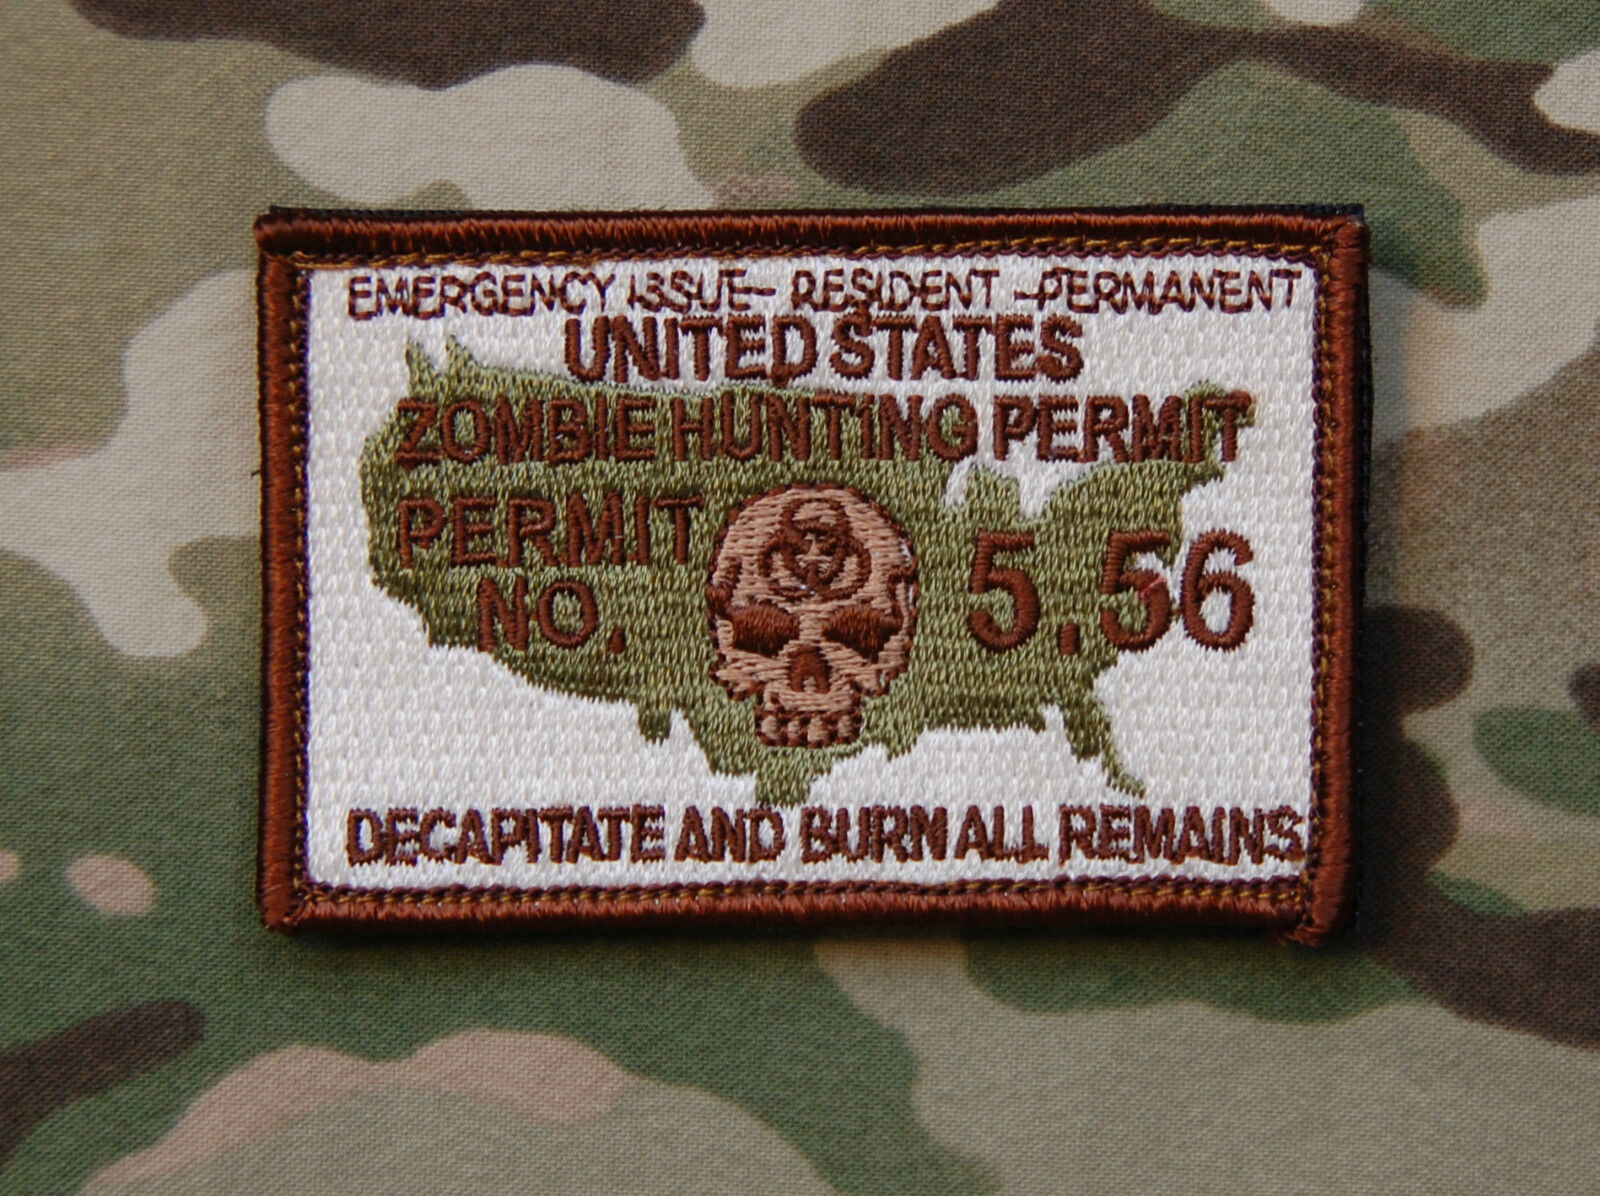 EMERGENCY ISSUE- RESIDENT -PERMANENT
UNITED STATES
ZOMBIE HUNTING PERMIT
PERMIT NO. 5.56
DECAPITATE AND BURN ALL REMAINS